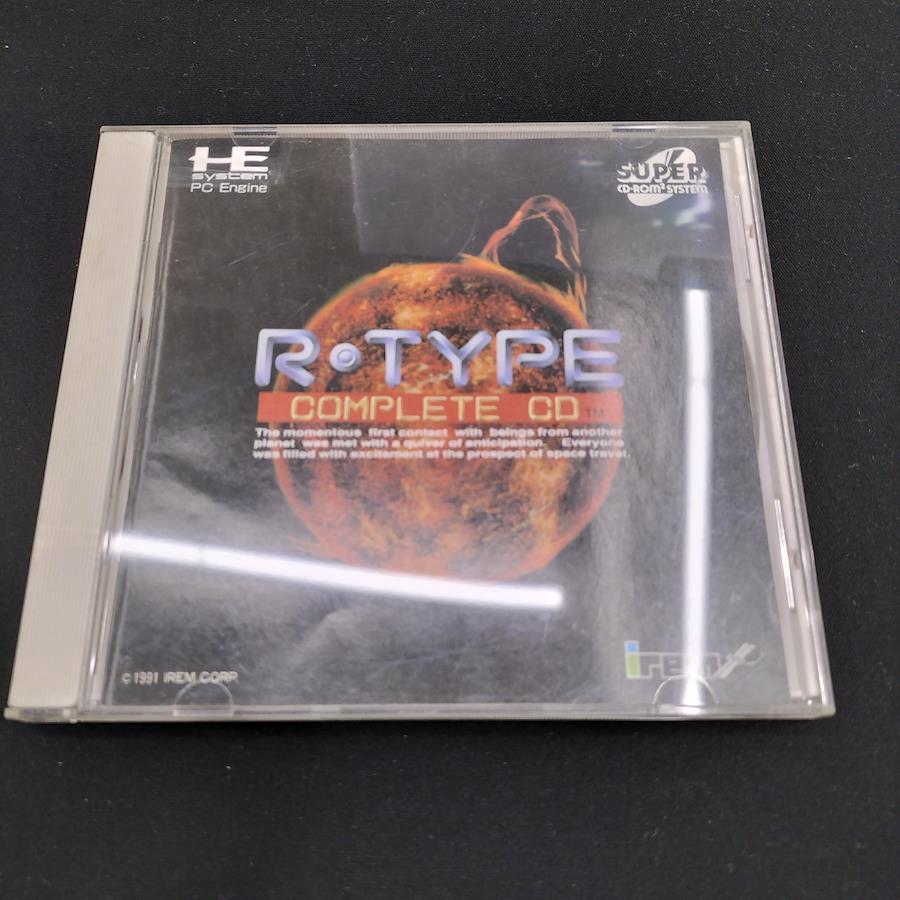 HE
system
PC Engine
SUPER
CD-ROM² SYSTEM
R•TYPE
COMPLETE CD™
The momentous first contact with beings from another
planet was met with a quiver of anticipation. Everyone
was filled with excitement at the prospect of space travel.
© 1991 IREM CORP.
irem